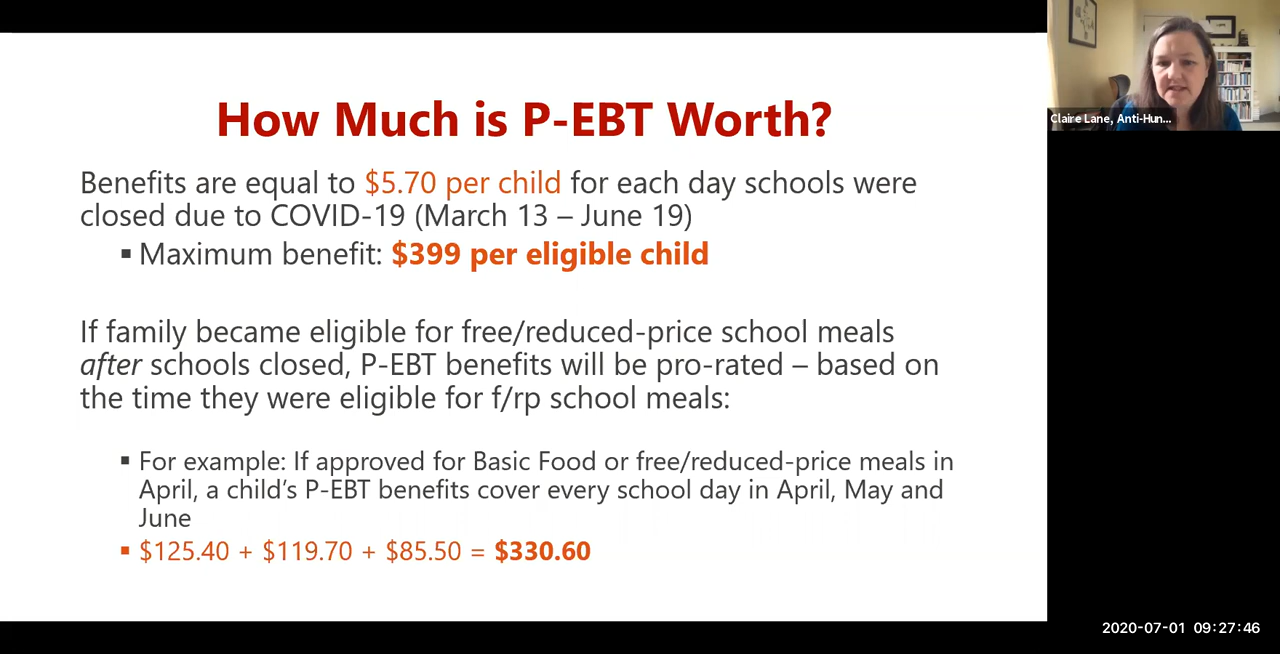 How Much is P-EBT Worth?
Benefits are equal to $5.70 per child for each day schools were
closed due to COVID-19 (March 13 – June 19)
▪ Maximum benefit: $399 per eligible child
If family became eligible for free/reduced-price school meals
after schools closed, P-EBT benefits will be pro-rated – based on
the time they were eligible for f/rp school meals:
▪ For example: If approved for Basic Food or free/reduced-price meals in
April, a child's P-EBT benefits cover every school day in April, May and
June
▪ $125.40 + $119.70 + $85.50 = $330.60
Claire Lane, Anti-Hun...
2020-07-01 09:27:46